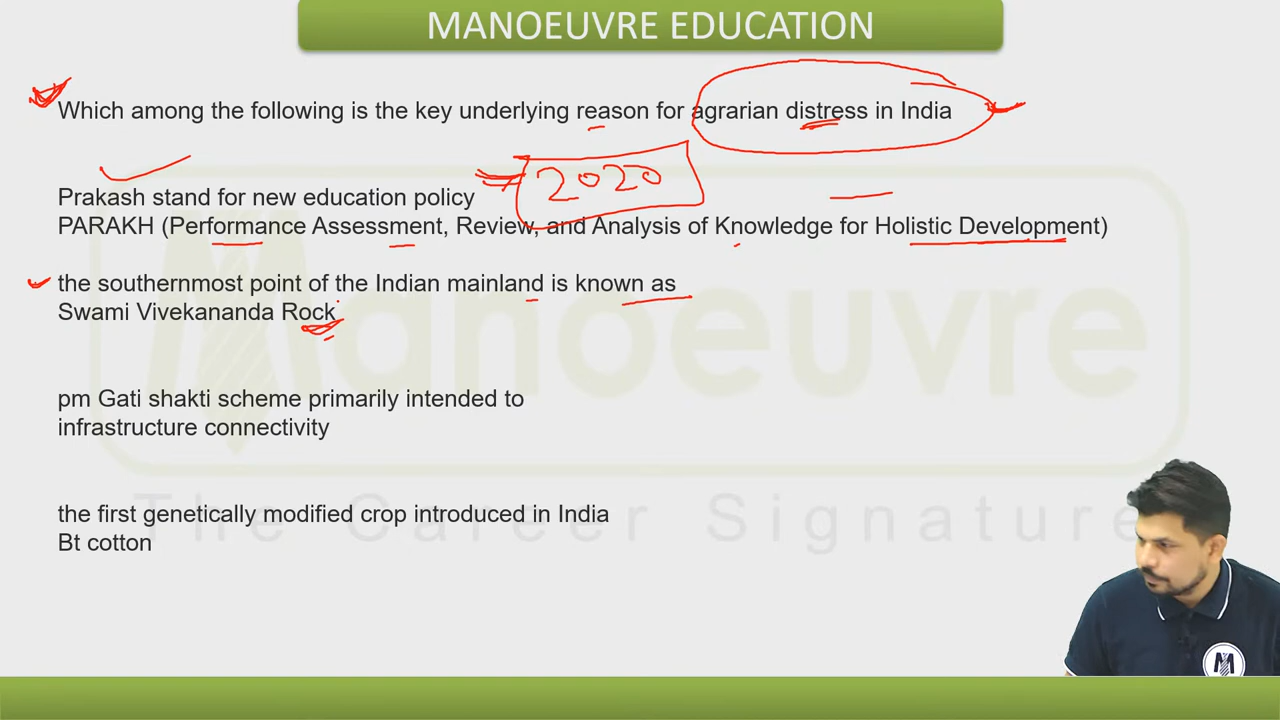 MANOEUVRE EDUCATION
Which among the following is the key underlying reason for agrarian distress in India
2020
Prakash stand for new education policy
PARAKH (Performance Assessment, Review, and Analysis of Knowledge for Holistic Development)
the southernmost point of the Indian mainland is known as
Swami Vivekananda Rock
Manoeuvre
pm Gati shakti scheme primarily intended to
infrastructure connectivity
The Career Signature
the first genetically modified crop introduced in India
Bt cotton
M